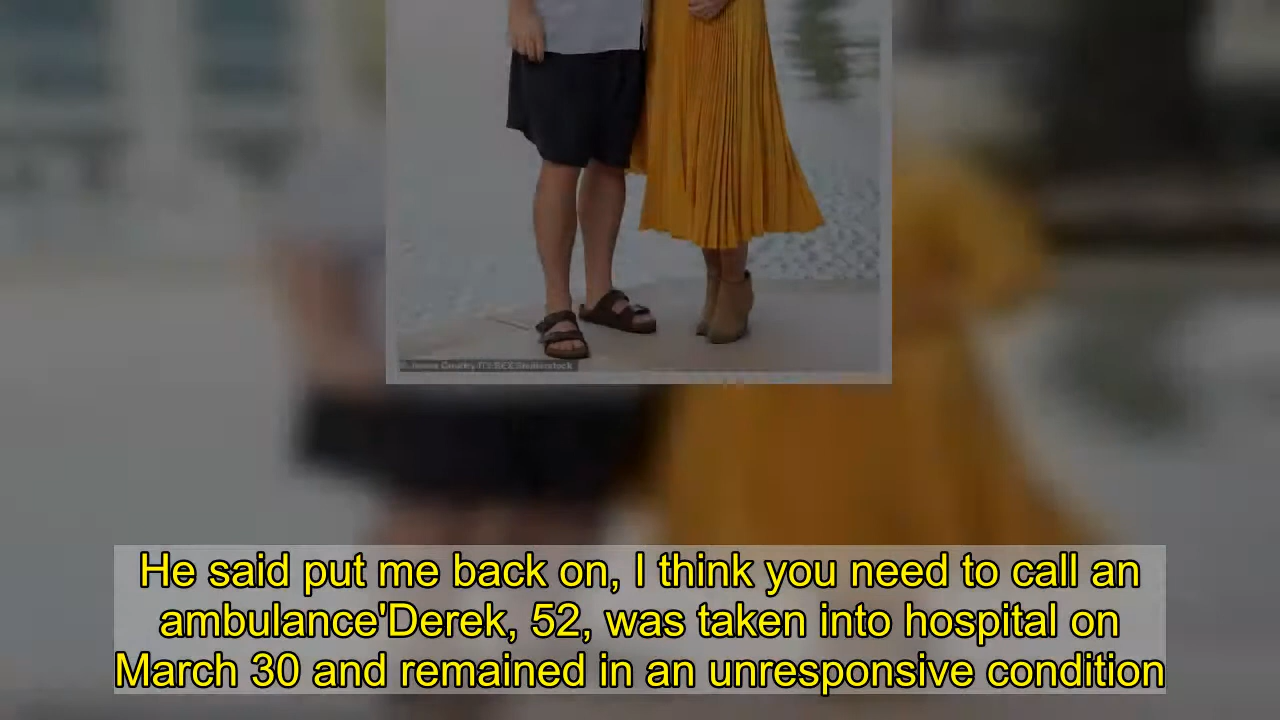 He said put me back on, I think you need to call an
ambulance'Derek, 52, was taken into hospital on
March 30 and remained in an unresponsive condition